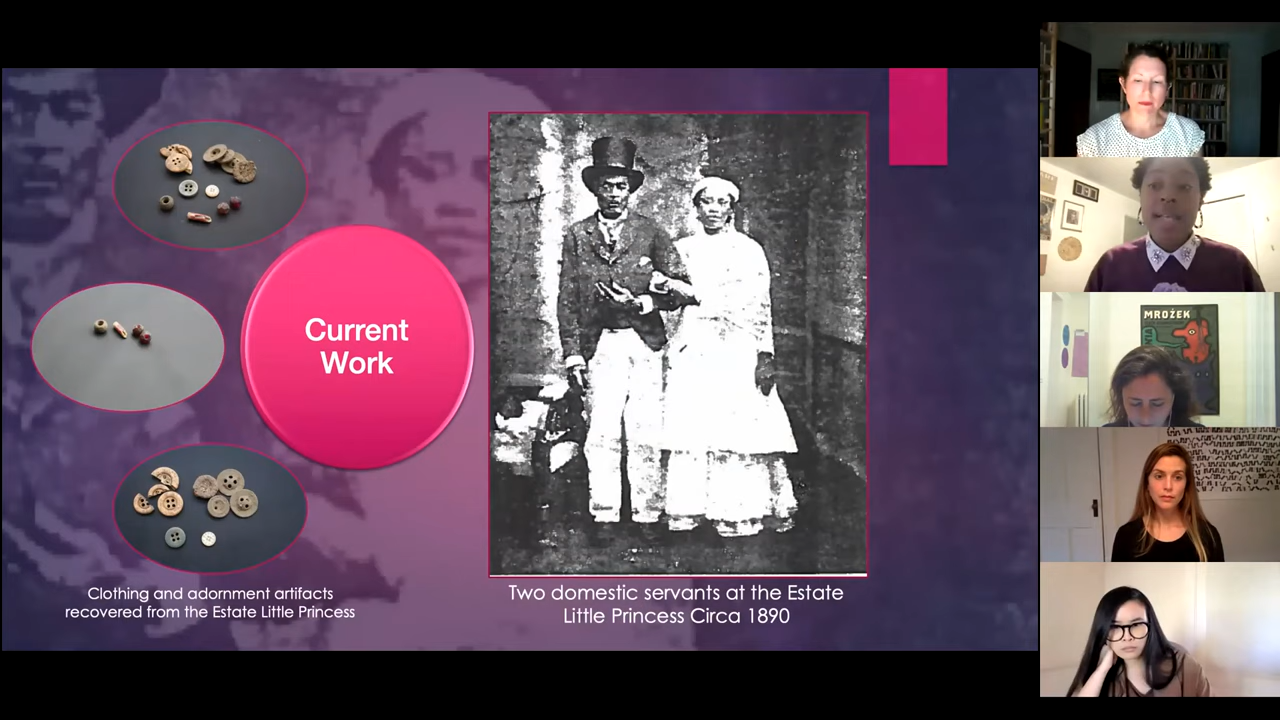 Current
Work
Clothing and adornment artifacts
recovered from the Estate Little Princess
Two domestic servants at the Estate
Little Princess Circa 1890
MROŻEK